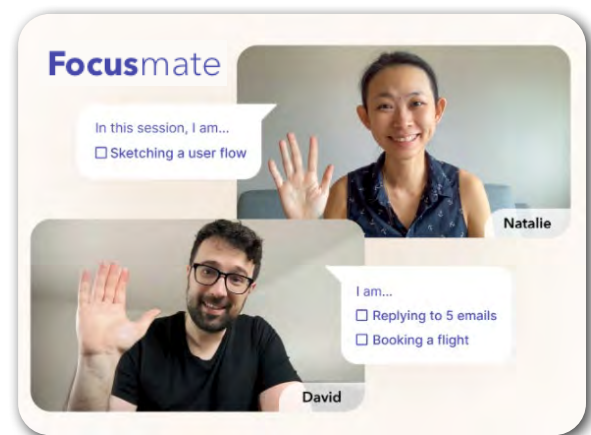 Focusmate
In this session, I am...
Sketching a user flow
Natalie
I am...
Replying to 5 emails
Booking a flight
David